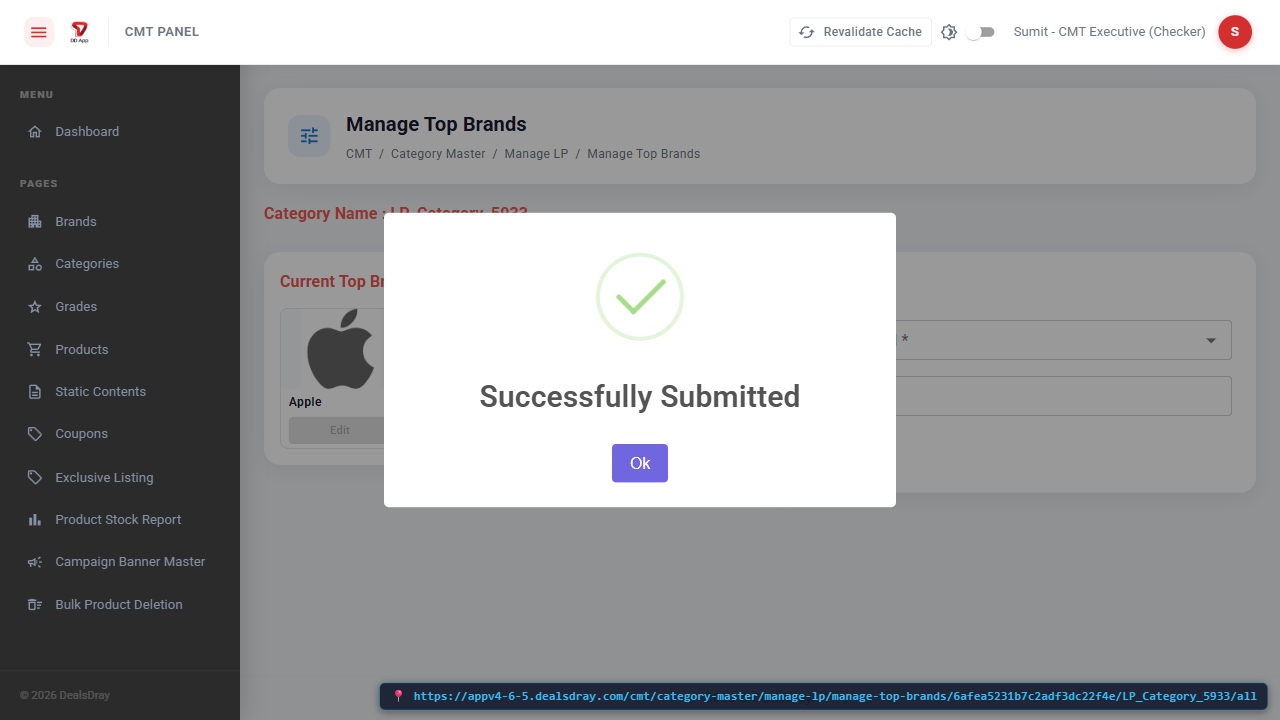 DD App
CMT PANEL
Revalidate Cache
Sumit - CMT Executive (Checker)
S
MENU
Dashboard
PAGES
Brands
Categories
Grades
Products
Static Contents
Coupons
Exclusive Listing
Product Stock Report
Campaign Banner Master
Bulk Product Deletion
© 2026 DealsDray
Manage Top Brands
CMT / Category Master / Manage LP / Manage Top Brands
Category Name : LP_Category_5933
Current Top Br
*
Apple
Edit
Successfully Submitted
Ok
https://appv4-6-5.dealsdray.com/cmt/category-master/manage-lp/manage-top-brands/6afea5231b7c2adf3dc22f4e/LP_Category_5933/all